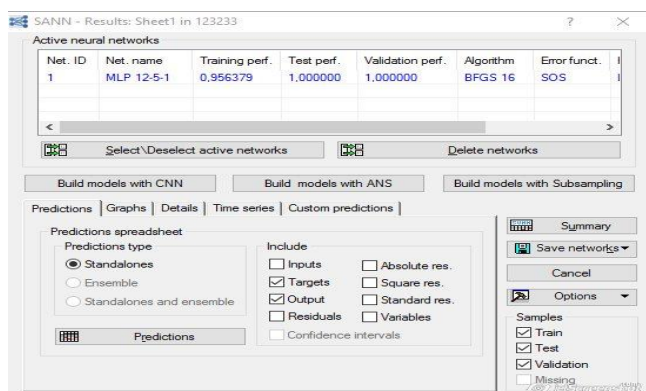 SANN - Results: Sheet1 in 123233
Active neural networks
Net. ID Net. name Training perf. Test perf. Validation perf. Algorithm Error funct.
1 MLP 12-5-1 0,956379 1,000000 1,000000 BFGS 16 SOS
Select\Deselect active networks Delete networks
Build models with CNN Build models with ANS Build models with Subsampling
Predictions Graphs Details Time series Custom predictions
Predictions spreadsheet
Predictions type
Standalones
Ensemble
Standalones and ensemble
Predictions
Include
Inputs Absolute res.
Targets Square res.
Output Standard res.
Residuals Variables
Confidence intervals
Summary
Save networks
Cancel
Options
Samples
Train
Test
Validation
Missing